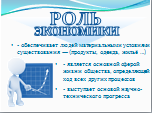 РОЛЬ
ЭКОНОМИКИ
- обеспечивает людей материальными условиями
существования — (продукты, одежда, жильё ...)
- является основной сферой
жизни общества, определяющей
ход всех других процессов
- выступает основой научно-
технического прогресса